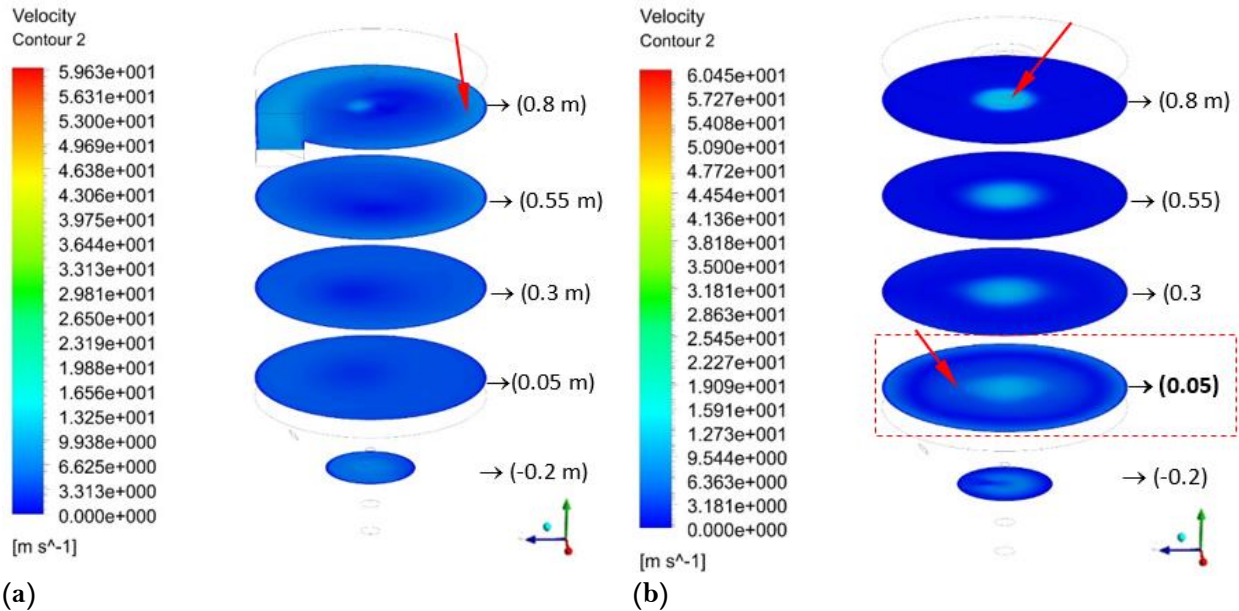 Velocity
Contour 2
5.963e+001
5.631e+001
5.300e+001
4.969e+001
4.638e+001
4.306e+001
3.975e+001
3.644e+001
3.313e+001
2.981e+001
2.650e+001
2.319e+001
1.988e+001
1.656e+001
1.325e+001
9.938e+000
6.625e+000
3.313e+000
0.000e+000
[m s^-1]
→ (0.8 m)
→ (0.55 m)
→ (0.3 m)
→ (0.05 m)
→ (-0.2 m)
(a)
Velocity
Contour 2
6.045e+001
5.727e+001
5.408e+001
5.090e+001
4.772e+001
4.454e+001
4.136e+001
3.818e+001
3.500e+001
3.181e+001
2.863e+001
2.545e+001
2.227e+001
1.909e+001
1.591e+001
1.273e+001
9.544e+000
6.363e+000
3.181e+000
0.000e+000
[m s^-1]
→ (0.8 m)
→ (0.55)
→ (0.3
→ (0.05)
→ (-0.2)
(b)